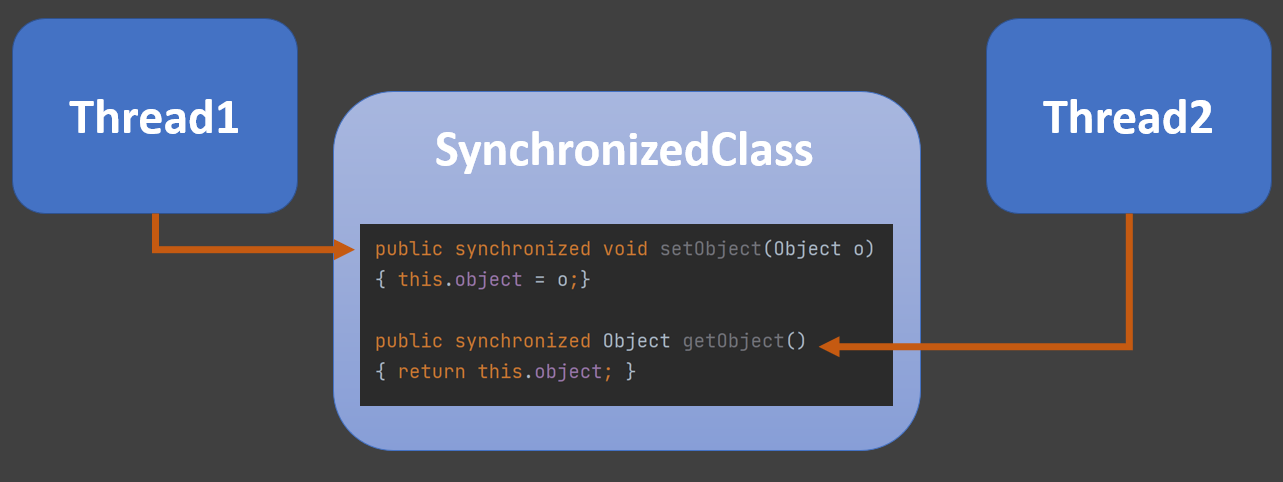 Thread1
Thread2
SynchronizedClass
public synchronized void setObject(Object o)
{ this.object = o;}
public synchronized Object getObject()
{ return this.object; }